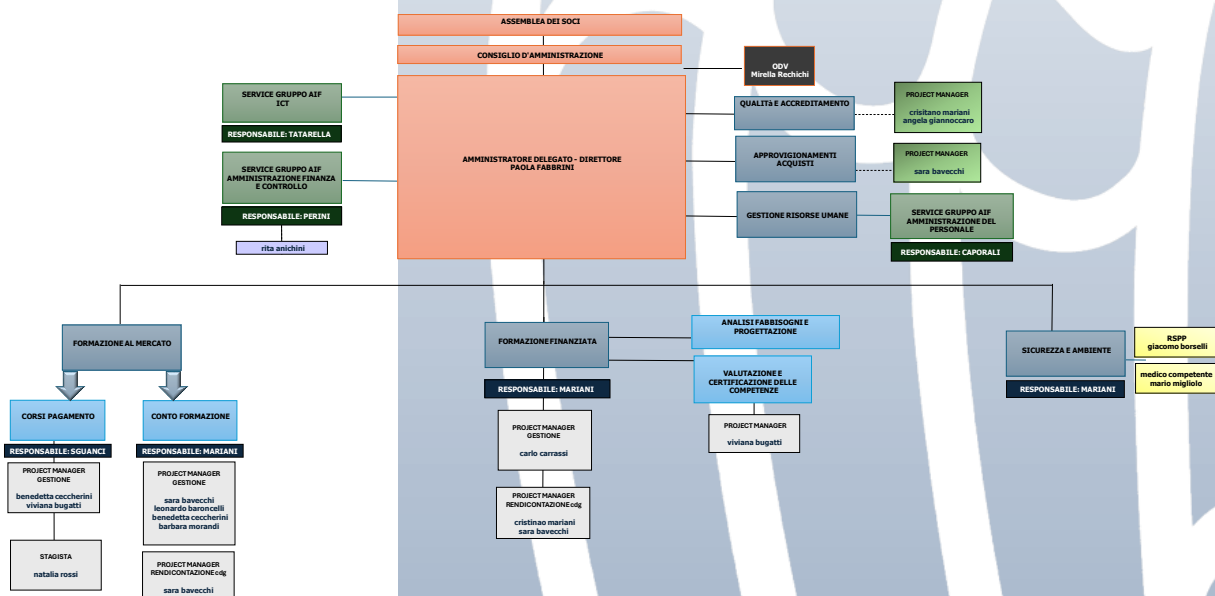 ASSEMBLEA DEI SOCI
CONSIGLIO D'AMMINISTRAZIONE
ODV
Mirella Rechichi
SERVICE GRUPPO AIF
ICT
RESPONSABILE: TATARELLA
SERVICE GRUPPO AIF
AMMINISTRAZIONE FINANZA
E CONTROLLO
RESPONSABILE: PERINI
rita anichini
AMMINISTRATORE DELEGATO - DIRETTORE
PAOLA FABBRINI
QUALITÀ E ACCREDITAMENTO
PROJECT MANAGER
crisitano mariani
angela giannoccaro
APPROVIGIONAMENTI
ACQUISTI
PROJECT MANAGER
sara bavecchi
GESTIONE RISORSE UMANE
SERVICE GRUPPO AIF
AMMINISTRAZIONE DEL
PERSONALE
RESPONSABILE: CAPORALI
FORMAZIONE AL MERCATO
CORSI PAGAMENTO
RESPONSABILE: SGUANCI
PROJECT MANAGER
GESTIONE
benedetta ceccherini
viviana bugatti
STAGISTA
natalia rossi
CONTO FORMAZIONE
RESPONSABILE: MARIANI
PROJECT MANAGER
GESTIONE
sara bavecchi
leonardo baroncelli
benedetta ceccherini
barbara morandi
PROJECT MANAGER
RENDICONTAZIONE cdg
sara bavecchi
FORMAZIONE FINANZIATA
RESPONSABILE: MARIANI
PROJECT MANAGER
GESTIONE
carlo carrassi
PROJECT MANAGER
RENDICONTAZIONE cdg
cristinao mariani
sara bavecchi
ANALISI FABBISOGNI E
PROGETTAZIONE
VALUTAZIONE E
CERTIFICAZIONE DELLE
COMPETENZE
PROJECT MANAGER
viviana bugatti
SICUREZZA E AMBIENTE
RESPONSABILE: MARIANI
RSPP
giacomo borselli
medico competente
mario migliolo